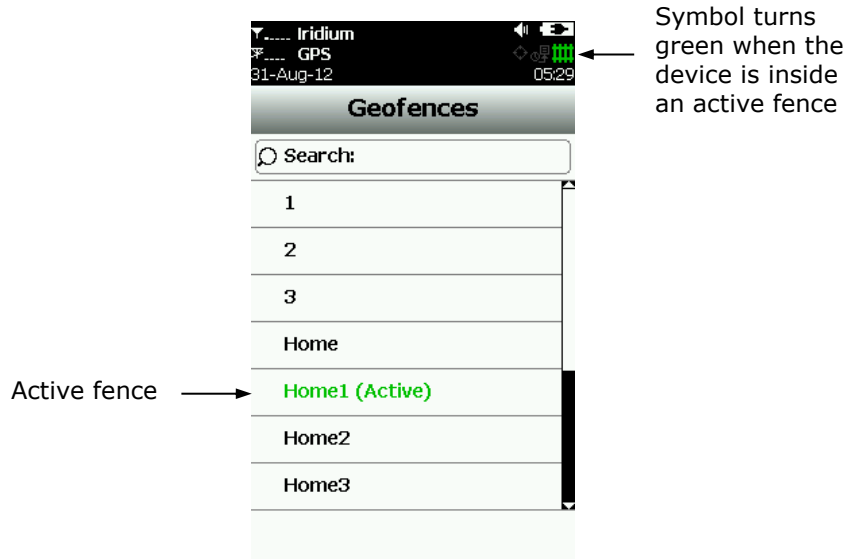 Iridium
GPS
31-Aug-12 05:29
Symbol turns
green when the
device is inside
an active fence
Geofences
Search:
1
2
3
Home
Active fence
Home1 (Active)
Home2
Home3